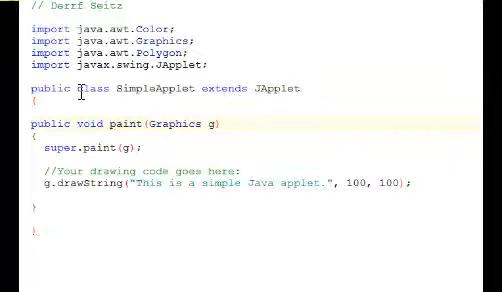 // Derrf Seitz
import java.awt.Color;
import java.awt.Graphics;
import java.awt.Polygon;
import javax.swing.JApplet;
public class SimpleApplet extends JApplet
{
public void paint(Graphics g)
{
super.paint(g);
//Your drawing code goes here:
g.drawString("This is a simple Java applet.", 100, 100);
}
}